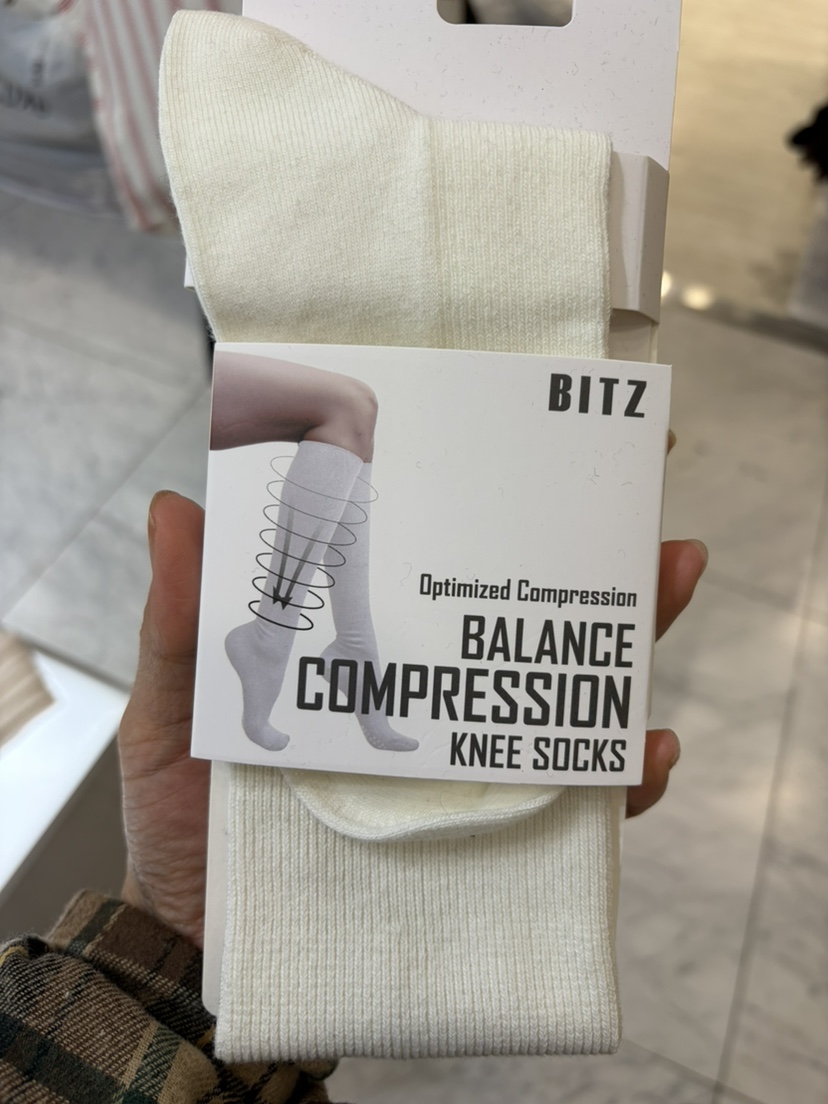 BITZ
Optimized Compression
BALANCE
COMPRESSION
KNEE SOCKS